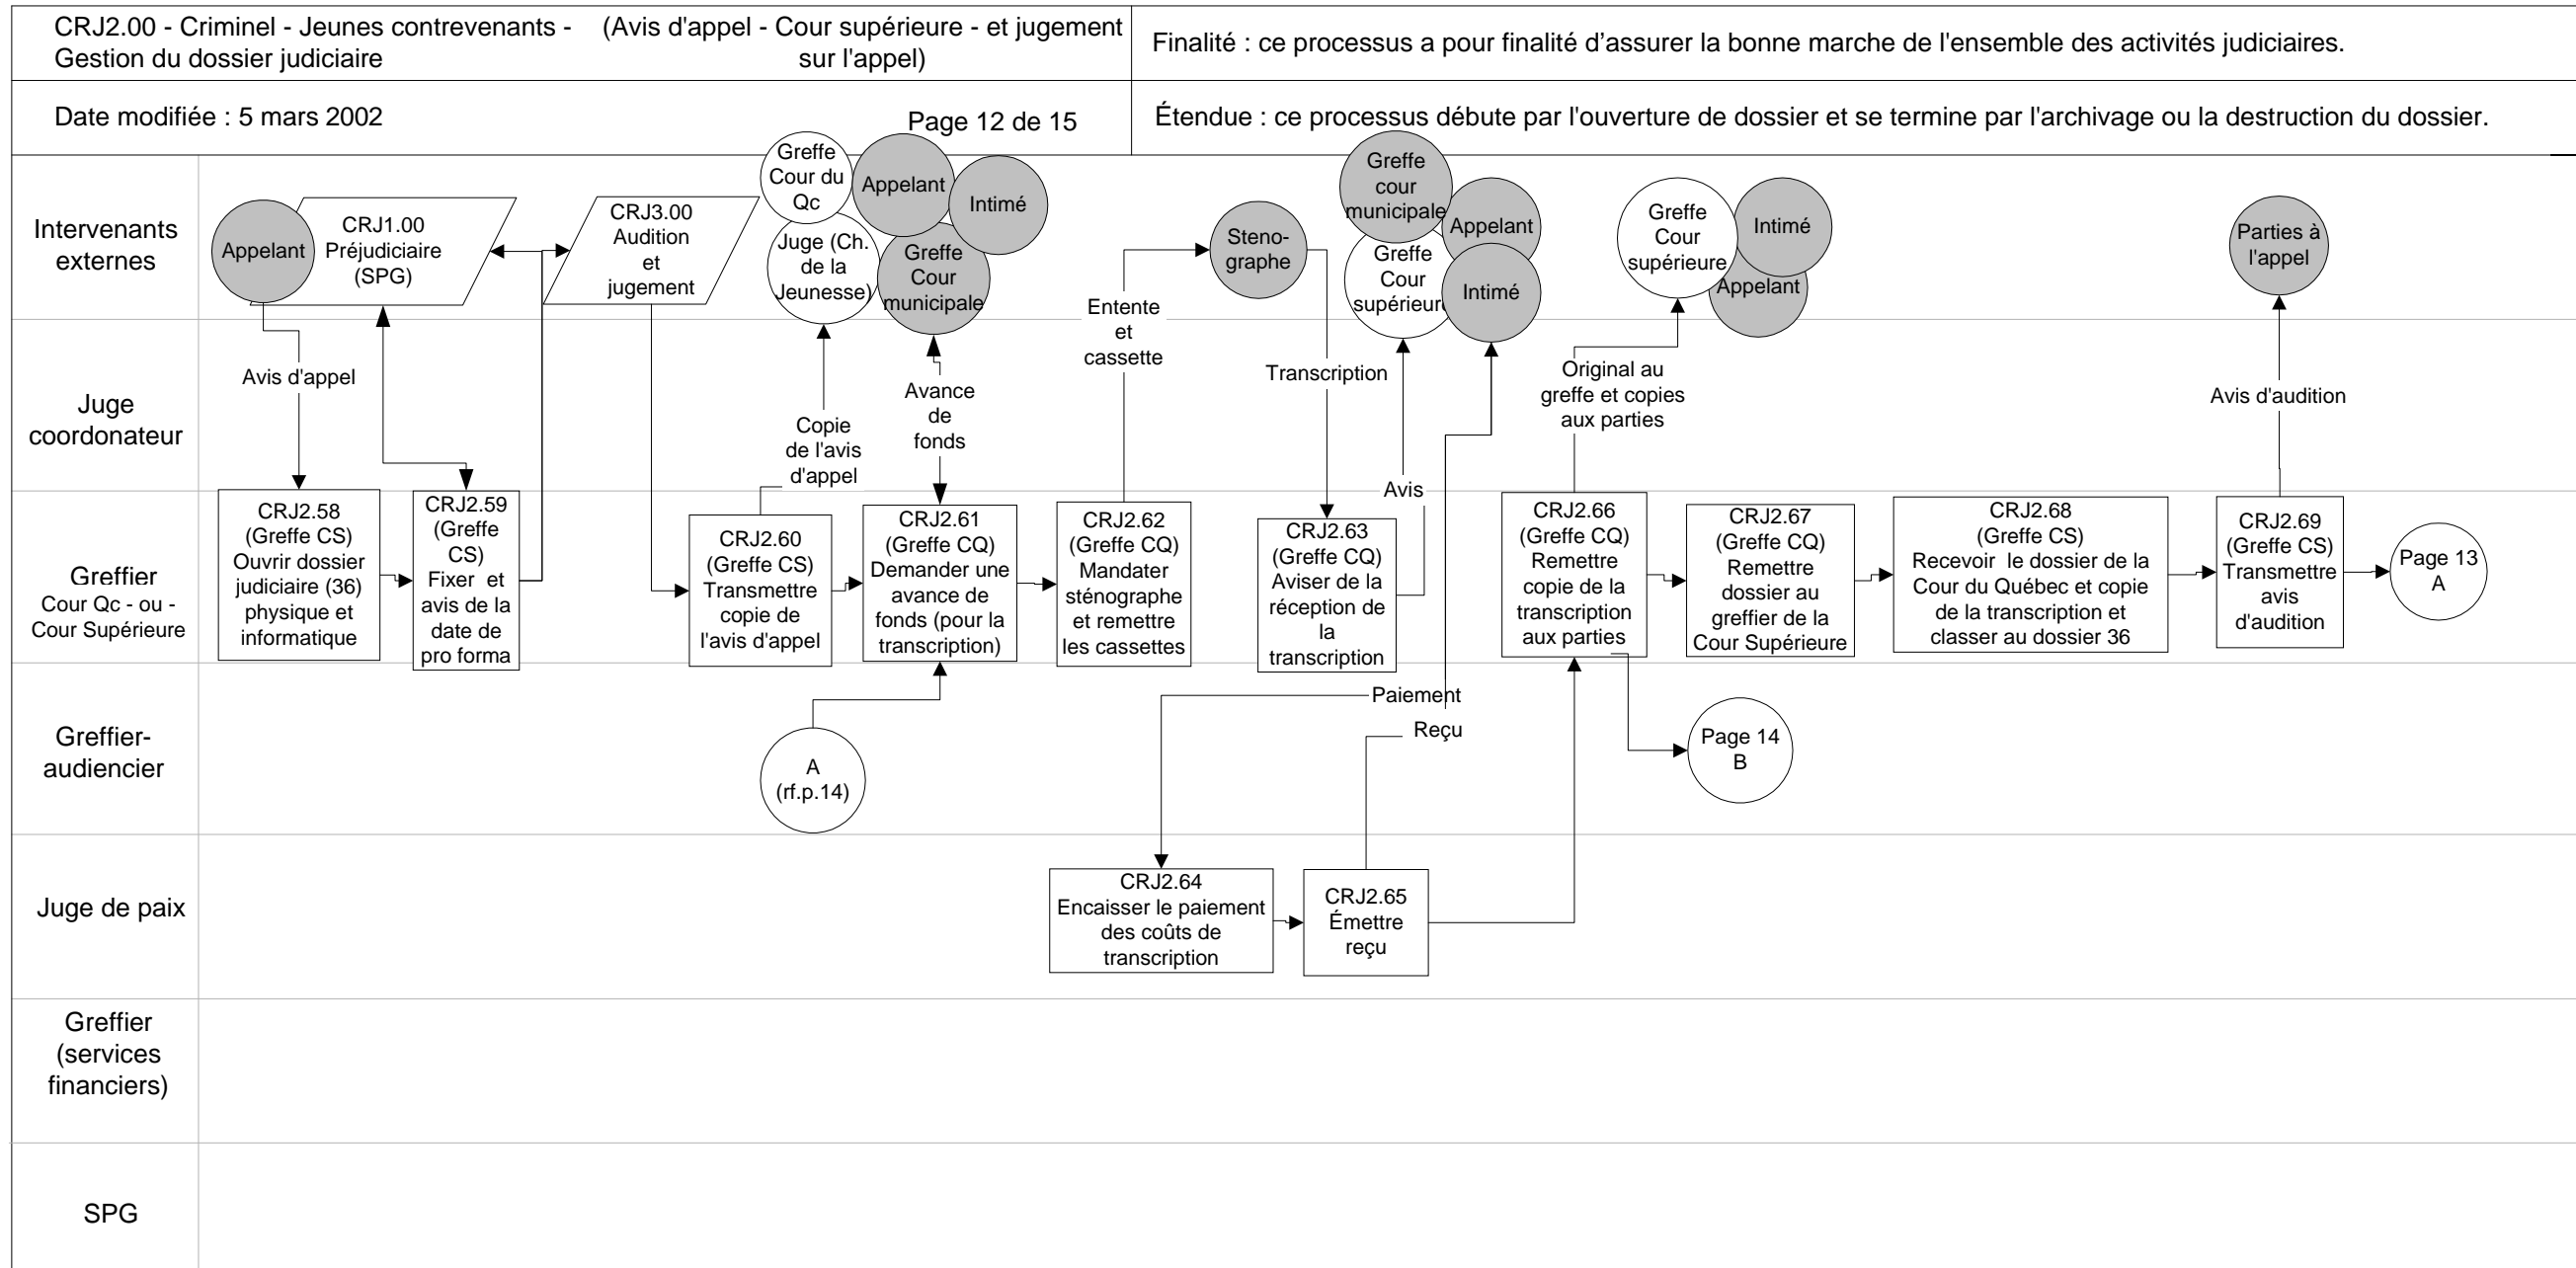 CRJ2.00 - Criminel - Jeunes contrevenants -
Gestion du dossier judiciaire
(Avis d'appel - Cour supérieure - et jugement
sur l'appel)
Finalité : ce processus a pour finalité d'assurer la bonne marche de l'ensemble des activités judiciaires.
Date modifiée : 5 mars 2002
Page 12 de 15
Étendue : ce processus débute par l'ouverture de dossier et se termine par l'archivage ou la destruction du dossier.
Intervenants
externes
Appelant
CRJ1.00
Préjudiciaire
(SPG)
CRJ3.00
Audition
et
jugement
Greffe
Cour du
Qc
Appelant
Intimé
Juge (Ch.
de la
Jeunesse)
Greffe
Cour
municipale
Steno-
graphe
Greffe
cour
municipale
Appelant
Greffe
Cour
supérieure
Intimé
Greffe
Cour
supérieure
Intimé
Appelant
Parties à
l'appel
Juge
coordonateur
Avis d'appel
Copie
de l'avis
d'appel
Avance
de
fonds
Entente
et
cassette
Transcription
Avis
Original au
greffe et copies
aux parties
Avis d'audition
Greffier
Cour Qc - ou -
Cour Supérieure
CRJ2.58
(Greffe CS)
Ouvrir dossier
judiciaire (36)
physique et
informatique
CRJ2.59
(Greffe
CS)
Fixer et
avis de la
date de
pro forma
CRJ2.60
(Greffe CS)
Transmettre
copie de
l'avis d'appel
CRJ2.61
(Greffe CQ)
Demander une
avance de
fonds (pour la
transcription)
CRJ2.62
(Greffe CQ)
Mandater
sténographe
et remettre
les cassettes
CRJ2.63
(Greffe CQ)
Aviser de la
réception de
la
transcription
CRJ2.66
(Greffe CQ)
Remettre
copie de la
transcription
aux parties
CRJ2.67
(Greffe CQ)
Remettre
dossier au
greffier de la
Cour Supérieure
CRJ2.68
(Greffe CS)
Recevoir le dossier de la
Cour du Québec et copie
de la transcription et
classer au dossier 36
CRJ2.69
(Greffe CS)
Transmettre
avis
d'audition
Page 13
A
Greffier-
audiencier
A
(rf.p.14)
Paiement
Reçu
Page 14
B
Juge de paix
CRJ2.64
Encaisser le paiement
des coûts de
transcription
CRJ2.65
Émettre
reçu
Greffier
(services
financiers)
SPG